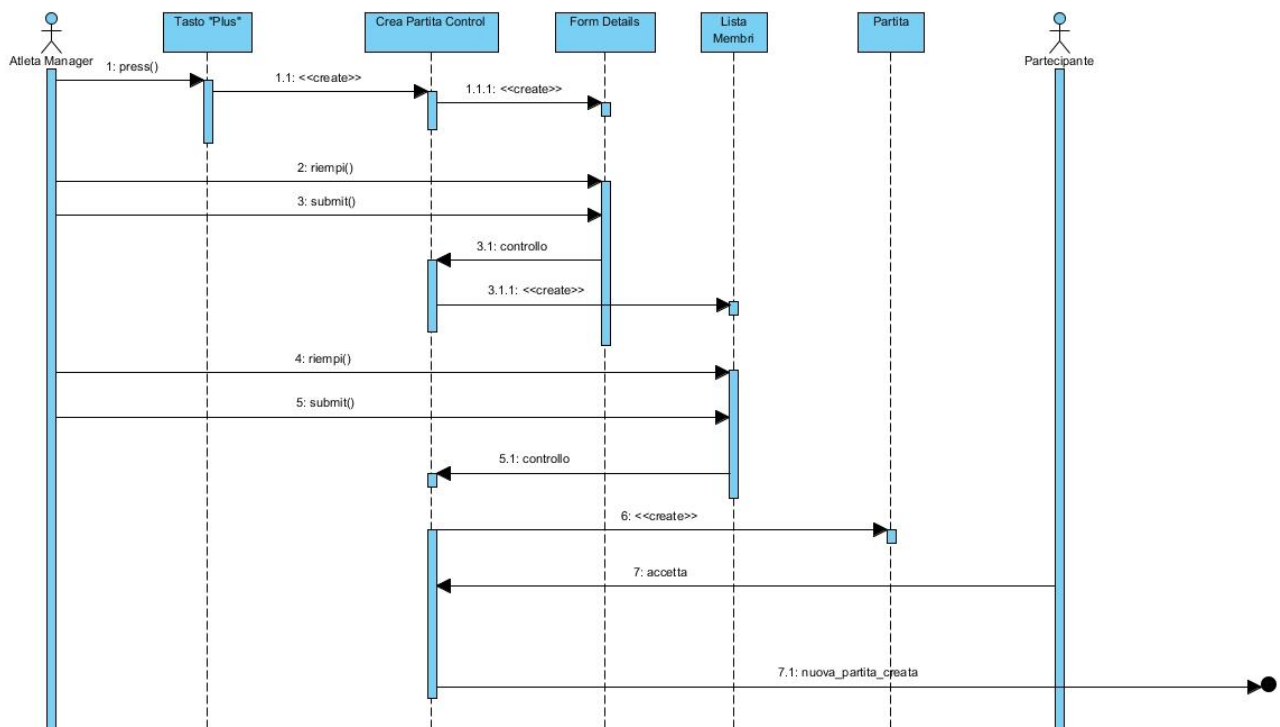 Tasto "Plus"
Crea Partita Control
Form Details
Lista
Membri
Partita
Atleta Manager
Partecipante
1: press()
1.1: <<create>>
1.1.1: <<create>>
2: riempi()
3: submit()
3.1: controllo
3.1.1: <<create>>
4: riempi()
5: submit()
5.1: controllo
6: <<create>>
7: accetta
7.1: nuova_partita_creata